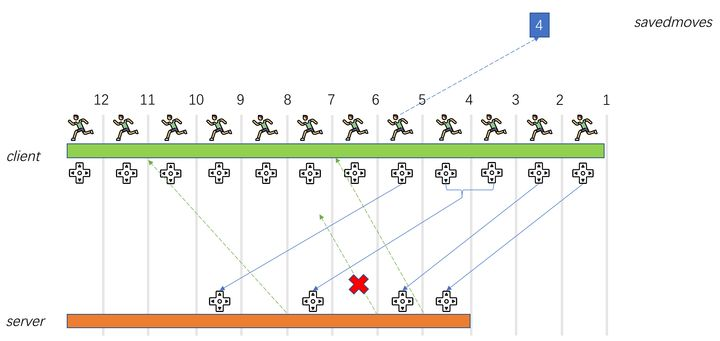 4
savedmoves
12 11 10 9 8 7 6 5 4 3 2 1
client
server